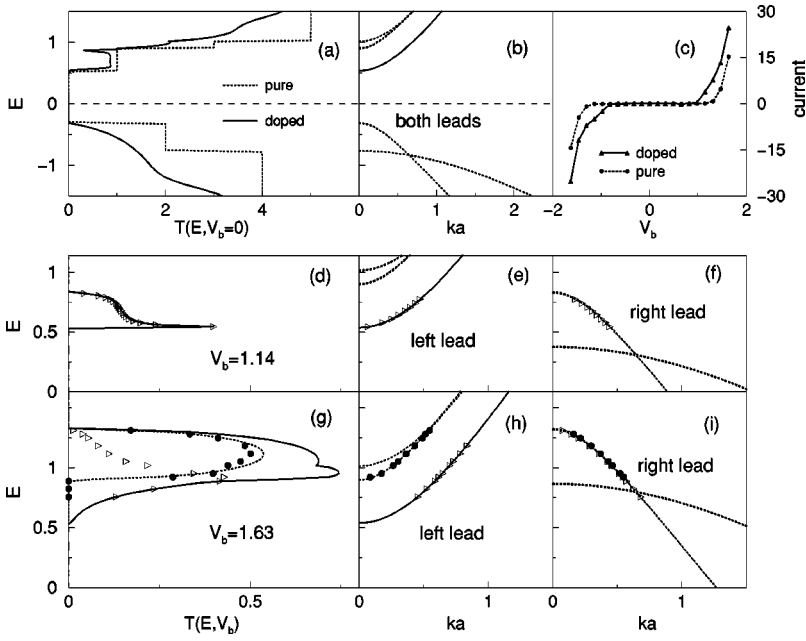 (a)
(b)
(c)
E
1
0
−1
pure
doped
both leads
doped
pure
30
15
0
−15
−30
current
0 2 4
0 1 2
−2 0 2
T(E,V_b=0)
ka
V_b
(d)
(e)
(f)
E
1
0.5
0
V_b=1.14
left lead
right lead
(g)
(h)
(i)
E
1
0.5
0
V_b=1.63
left lead
right lead
0 0.5
0 1
0 1
T(E,V_b)
ka
ka